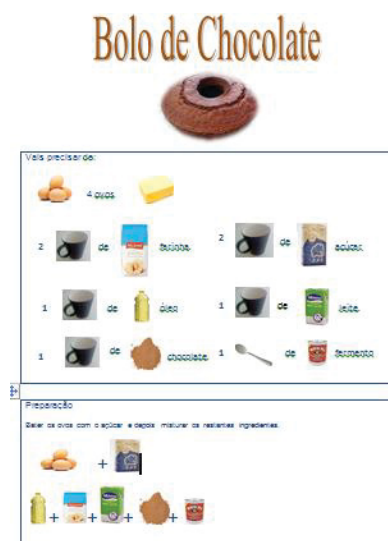 Bolo de Chocolate
Vais precisar de:
4 ovos
2 de farinha 2 de açúcar
1 de óleo 1 de leite
1 de chocolate 1 de fermento
Preparação
Bater os ovos com o açúcar e depois misturar os restantes ingredientes.
+
+ + + +